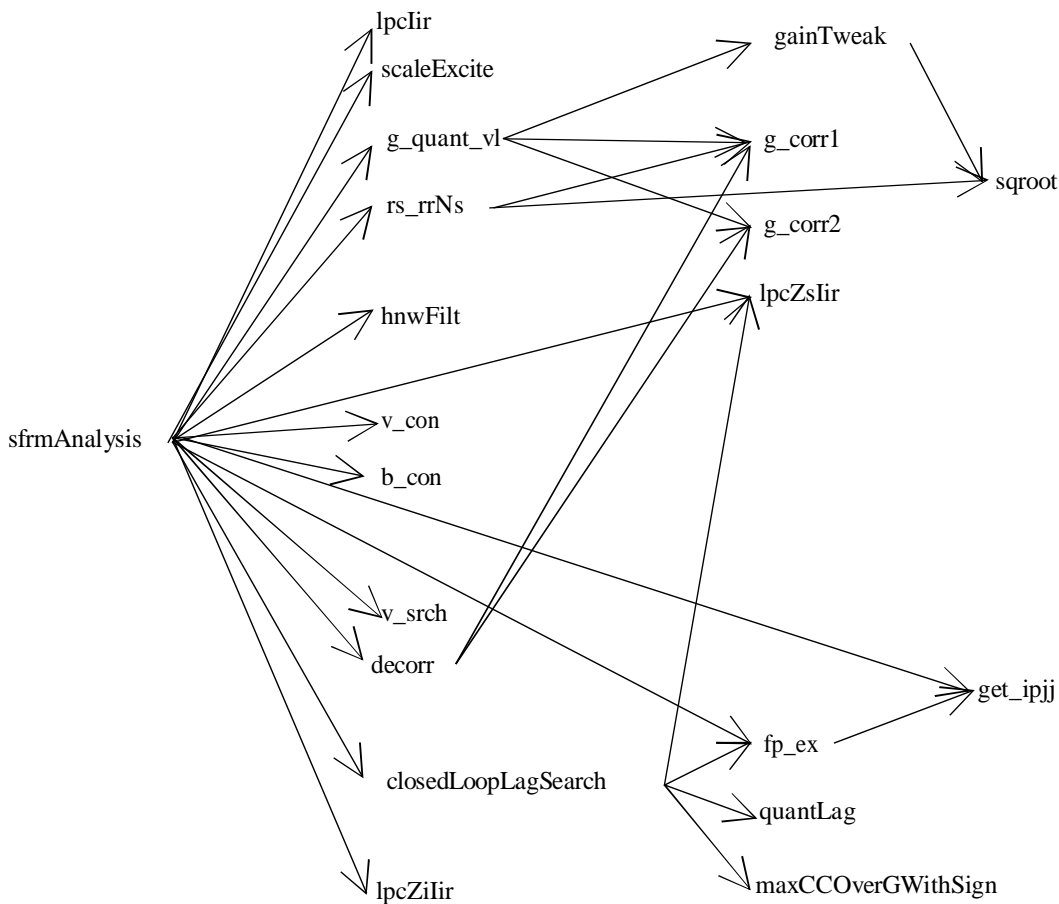 lpcIir
scaleExcite
g_quant_vl
rs_rrNs
hnwFilt
sfrmAnalysis
v_con
b_con
v_srch
decorr
closedLoopLagSearch
lpcZiIir
gainTweak
g_corr1
g_corr2
lpcZsIir
fp_ex
quantLag
maxCCOverGWithSign
sqroot
get_ipjj